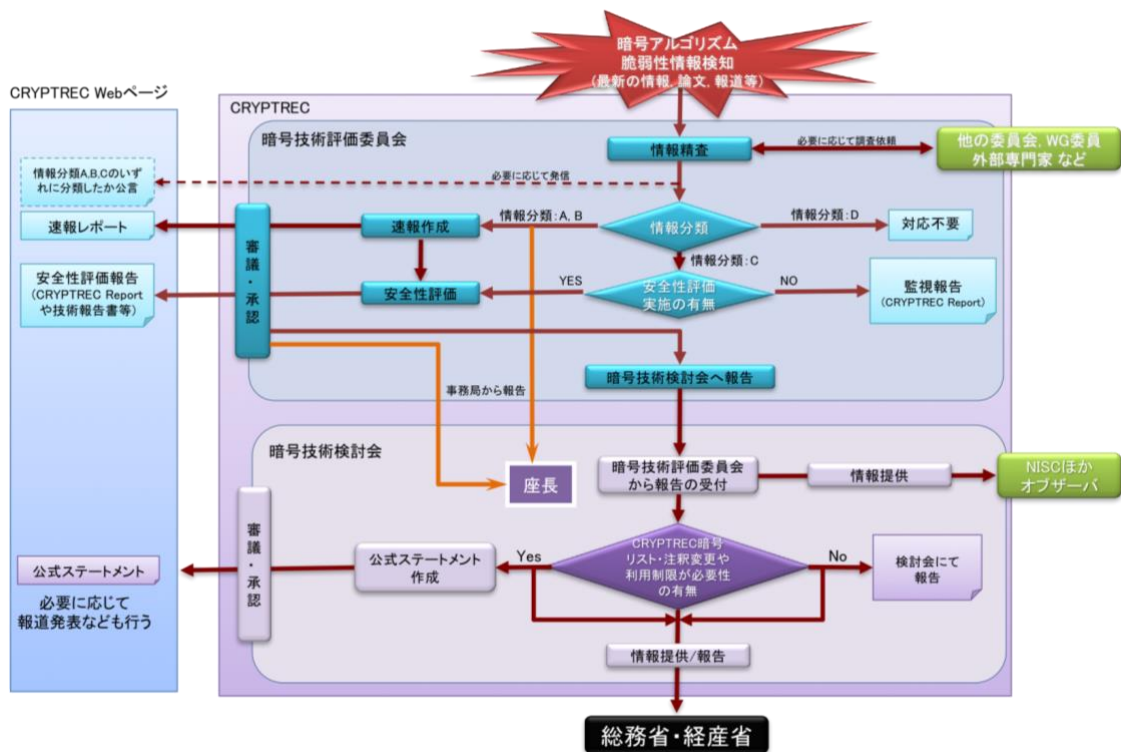 暗号アルゴリズム
脆弱性情報検知
(最新の情報, 論文, 報道等)
CRYPTREC Webページ
CRYPTREC
暗号技術評価委員会
情報精査
必要に応じて調査依頼
他の委員会, WG委員
外部専門家 など
情報分類A,B,Cのいず
れに分類したか公言
必要に応じて発信
速報レポート
審議・承認
速報作成
情報分類：A, B
情報分類
情報分類：D
対応不要
情報分類：C
安全性評価報告
(CRYPTREC Report
や技術報告書等)
安全性評価
YES
安全性評価
実施の有無
NO
監視報告
(CRYPTREC Report)
暗号技術検討会へ報告
事務局から報告
暗号技術検討会
座長
暗号技術評価委員会
から報告の受付
情報提供
NISCほか
オブザーバ
審議・承認
公式ステートメント
公式ステートメント
作成
Yes
CRYPTREC暗号
リスト・注釈変更や
利用制限が必要性
の有無
No
検討会にて
報告
必要に応じて
報道発表なども行う
情報提供/報告
総務省・経産省